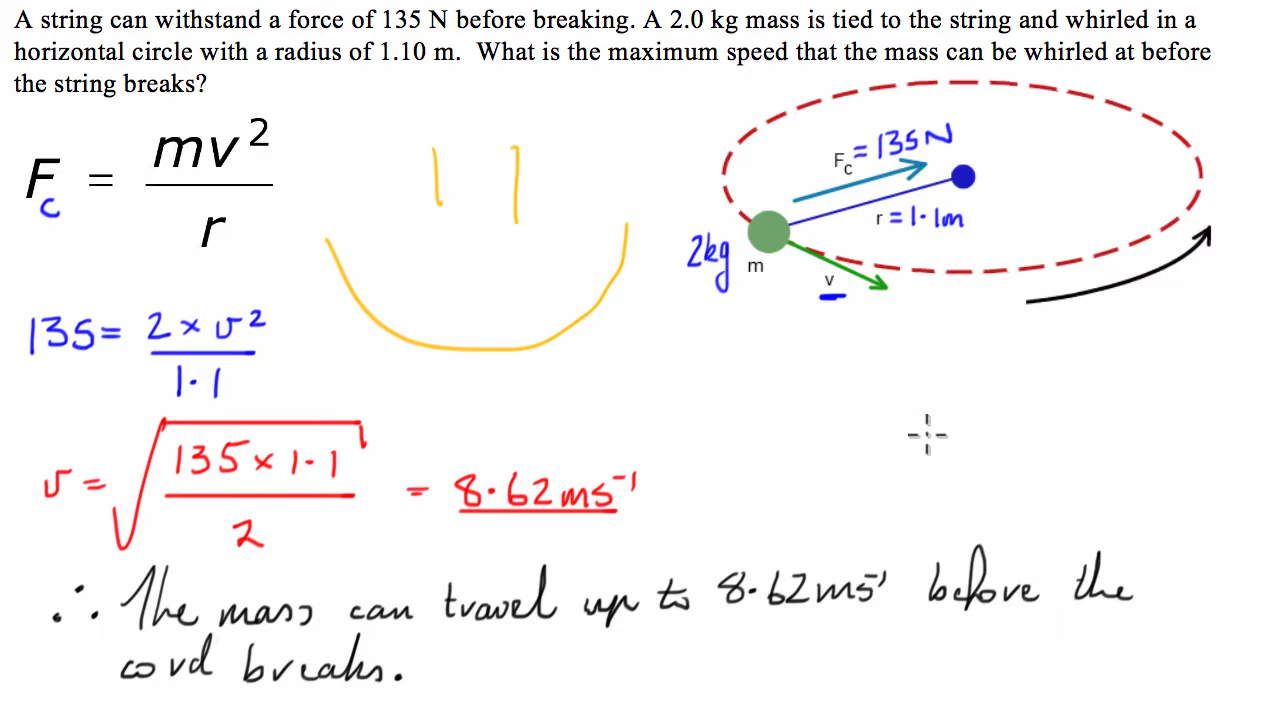 A string can withstand a force of 135 N before breaking. A 2.0 kg mass is tied to the string and whirled in a
horizontal circle with a radius of 1.10 m. What is the maximum speed that the mass can be whirled at before
the string breaks?
F_c = mv²/r
F_c = 135N
r = 1.1m
2kg
m
v
135 = 2 × v²/1.1
v = √(135 × 1.1/2) = 8.62 ms⁻¹
∴ The mass can travel up to 8.62 ms⁻¹ before the
cord breaks.